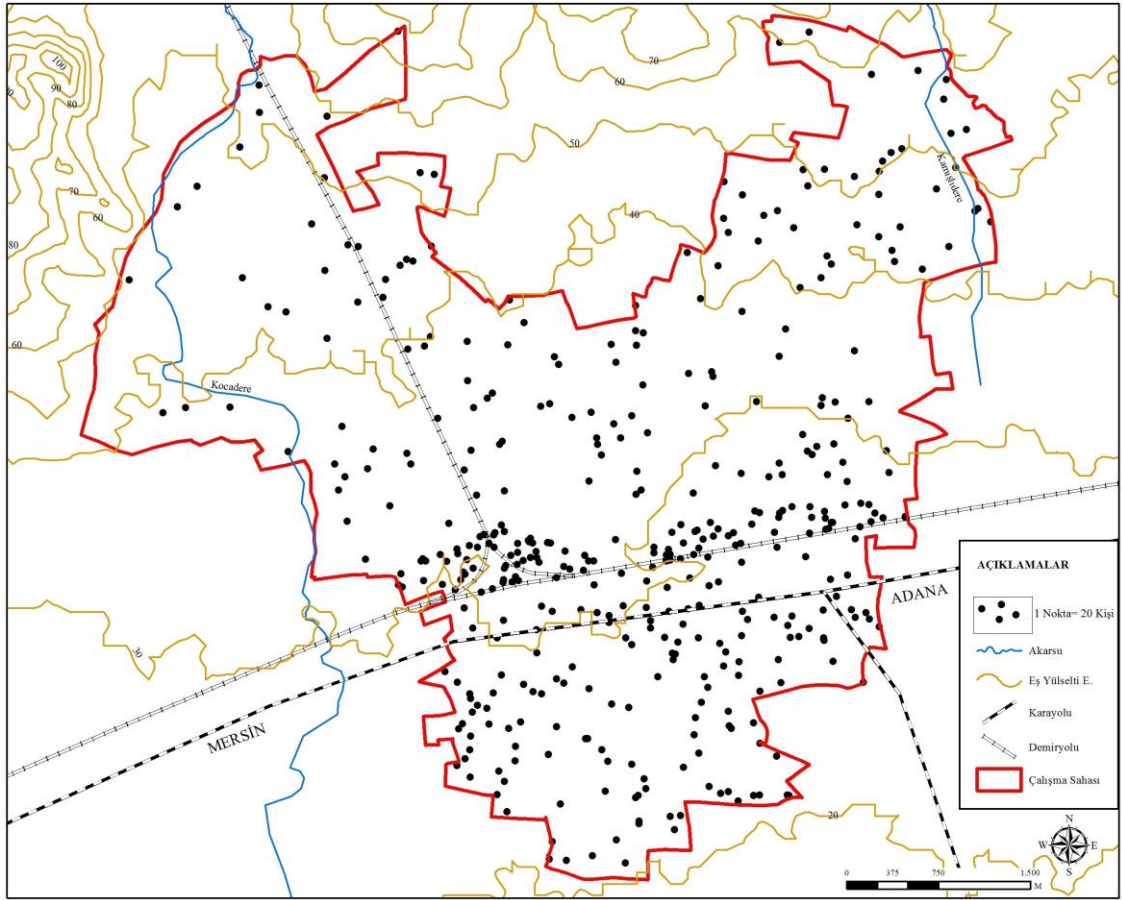 100
90
80
70
60
80
60
70
60
50
40
Kamışlıdere
Kocadere
30
MERSİN
ADANA
20
AÇIKLAMALAR
1 Nokta= 20 Kişi
Akarsu
Eş Yülselti E.
Karayolu
Demiryolu
Çalışma Sahası
N
W
E
S
0
375
750
1.500
M